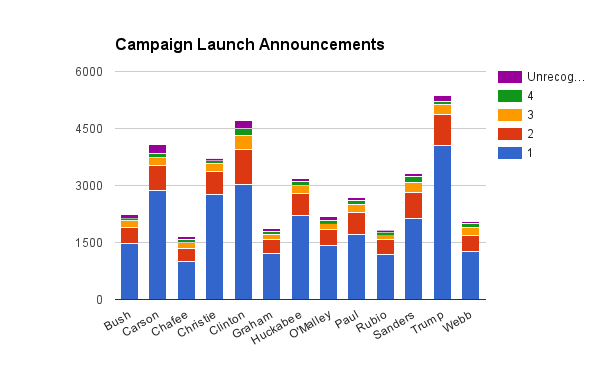 Campaign Launch Announcements
6000
4500
3000
1500
0
Unrecog...
4
3
2
1
Bush
Carson
Chafee
Christie
Clinton
Graham
Huckabee
O'Malley
Paul
Rubio
Sanders
Trump
Webb